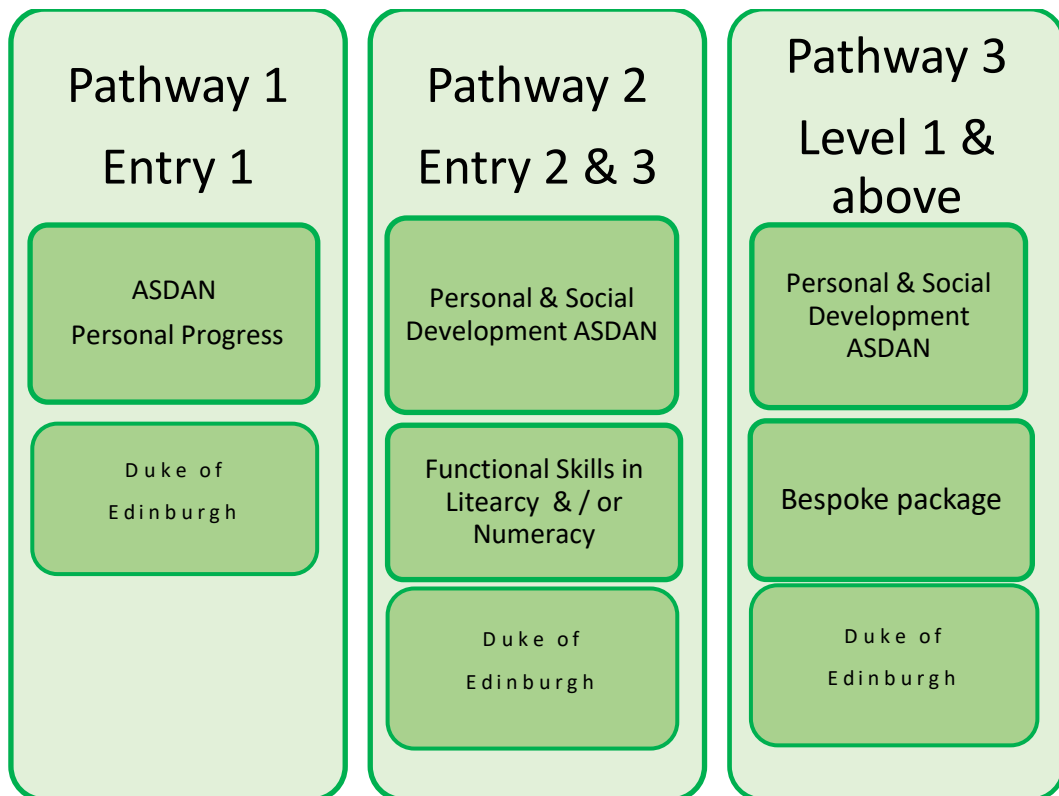 Pathway 1
Entry 1
ASDAN
Personal Progress
Duke of
Edinburgh
Pathway 2
Entry 2 & 3
Personal & Social
Development ASDAN
Functional Skills in
Litearcy & / or
Numeracy
Duke of
Edinburgh
Pathway 3
Level 1 &
above
Personal & Social
Development
ASDAN
Bespoke package
Duke of
Edinburgh